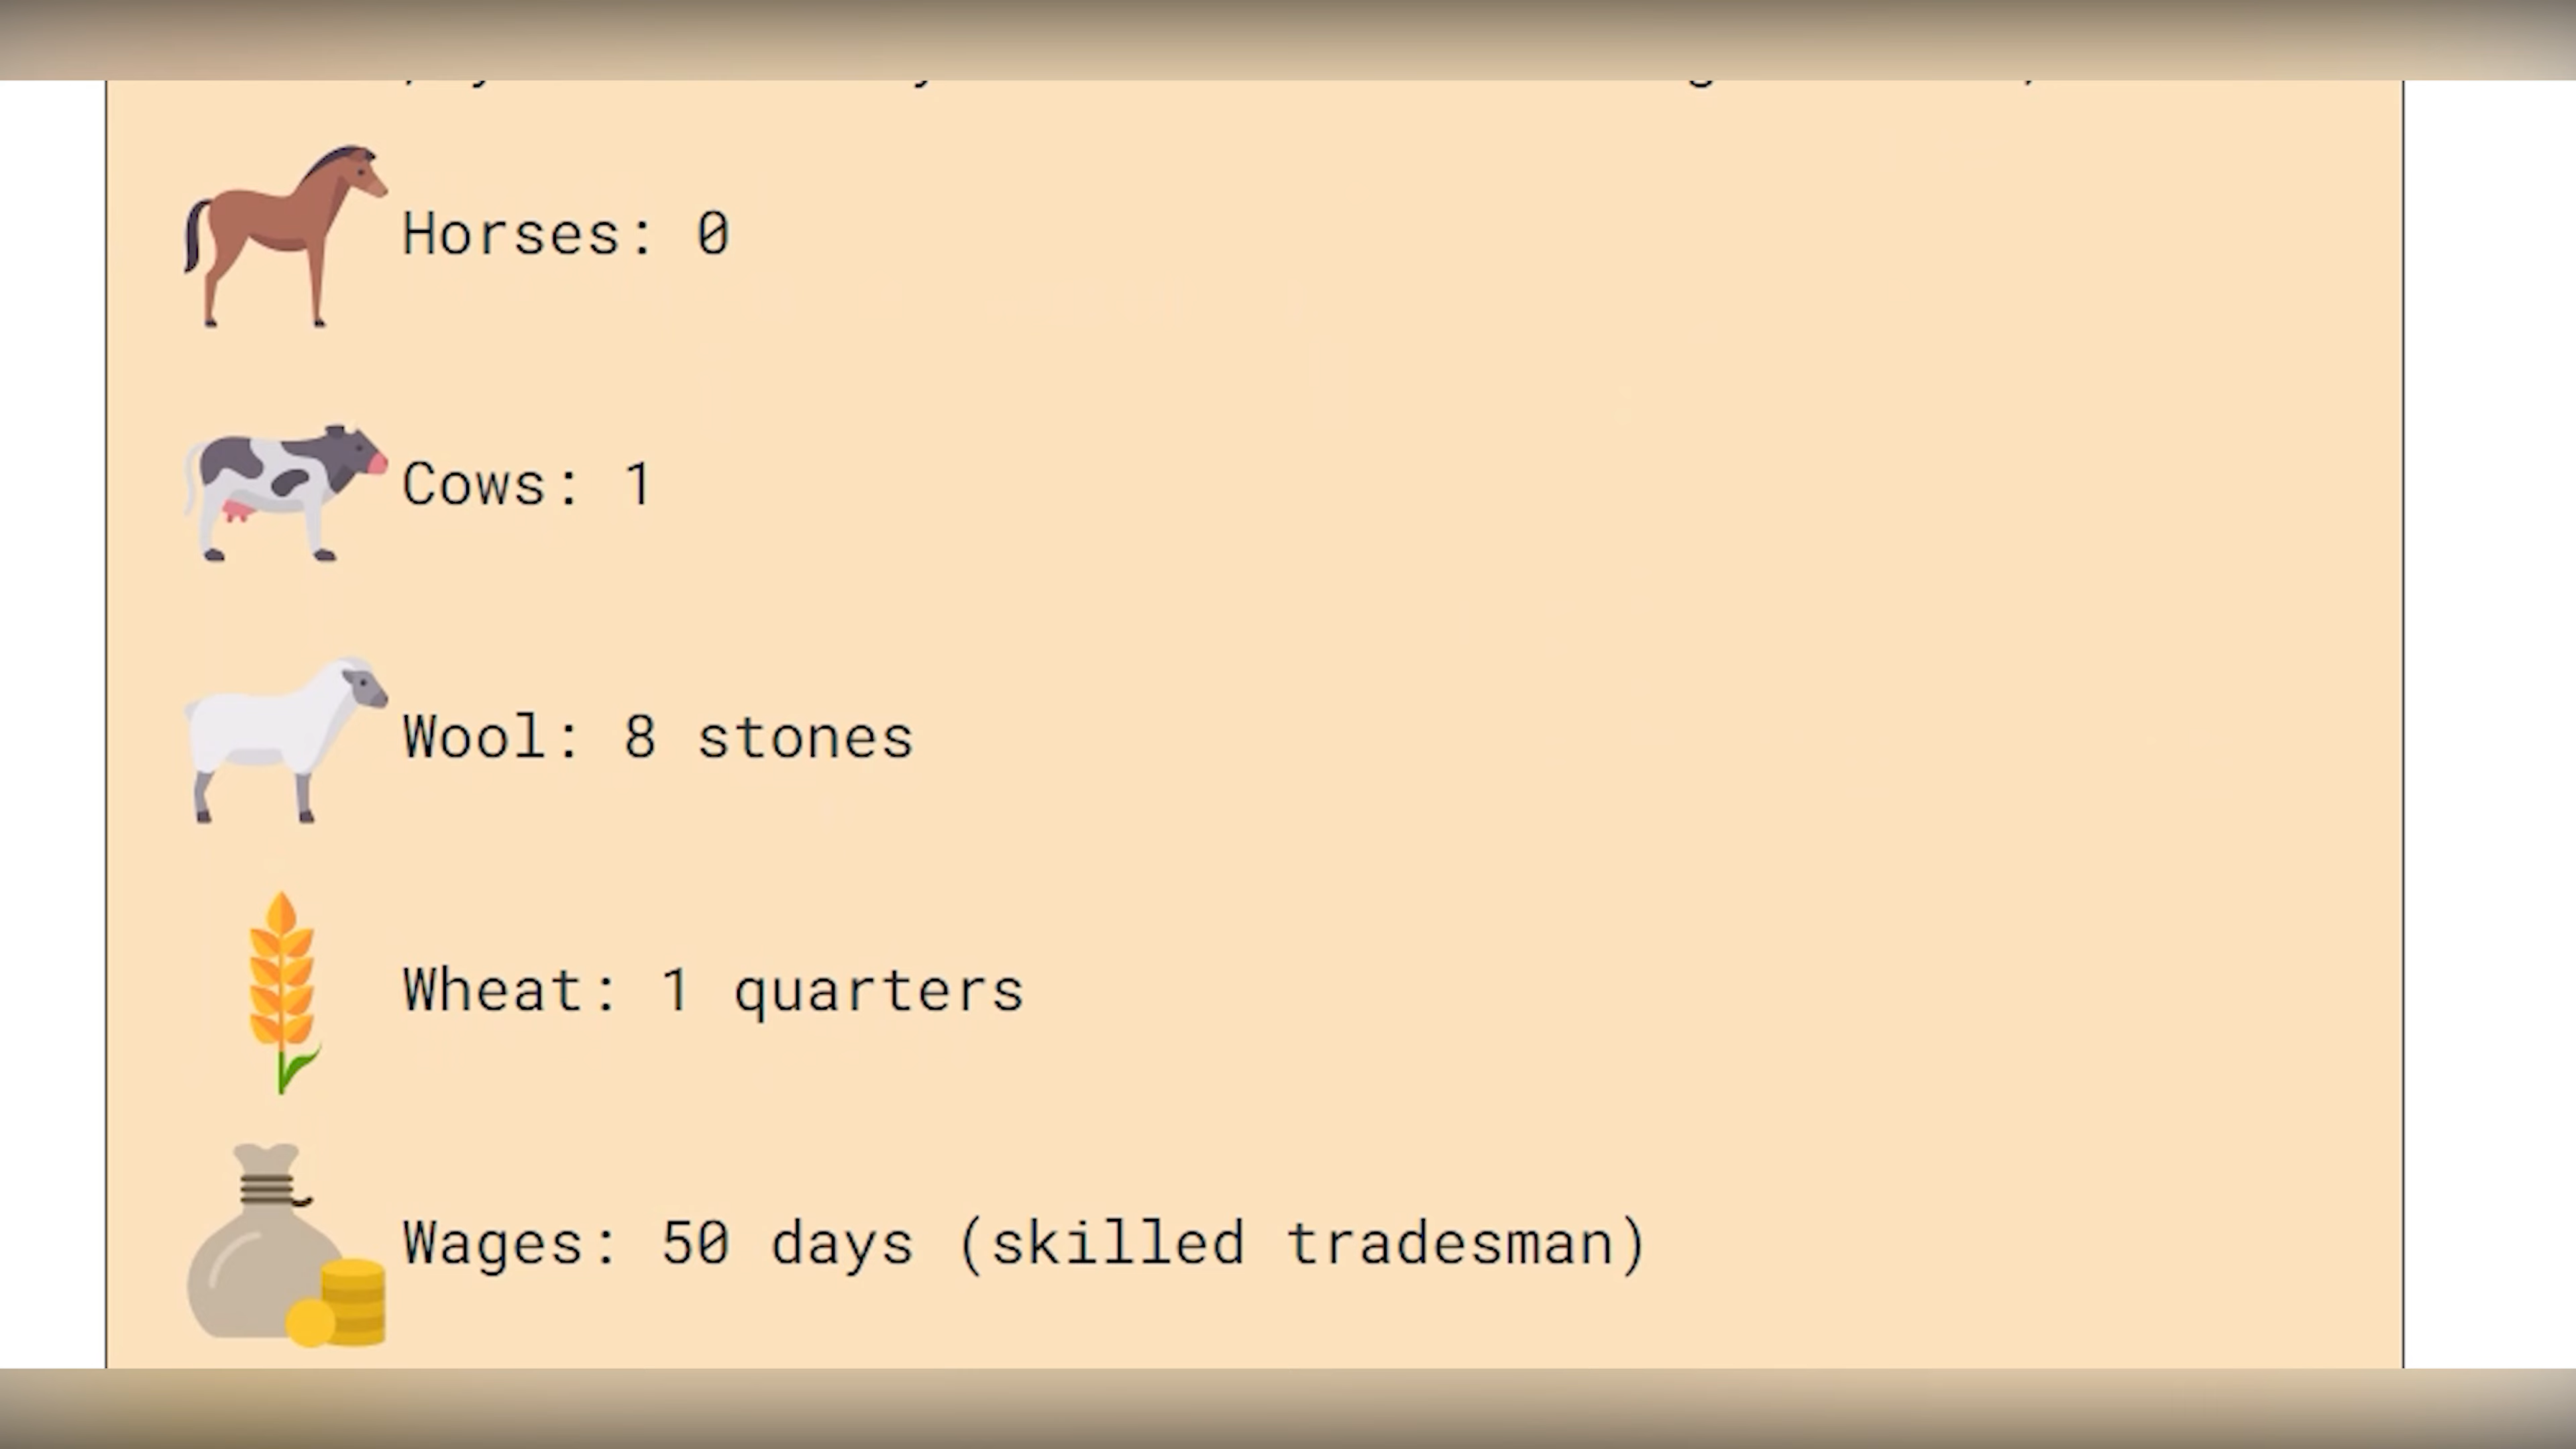 Horses: 0
Cows: 1
Wool: 8 stones
Wheat: 1 quarters
Wages: 50 days (skilled tradesman)